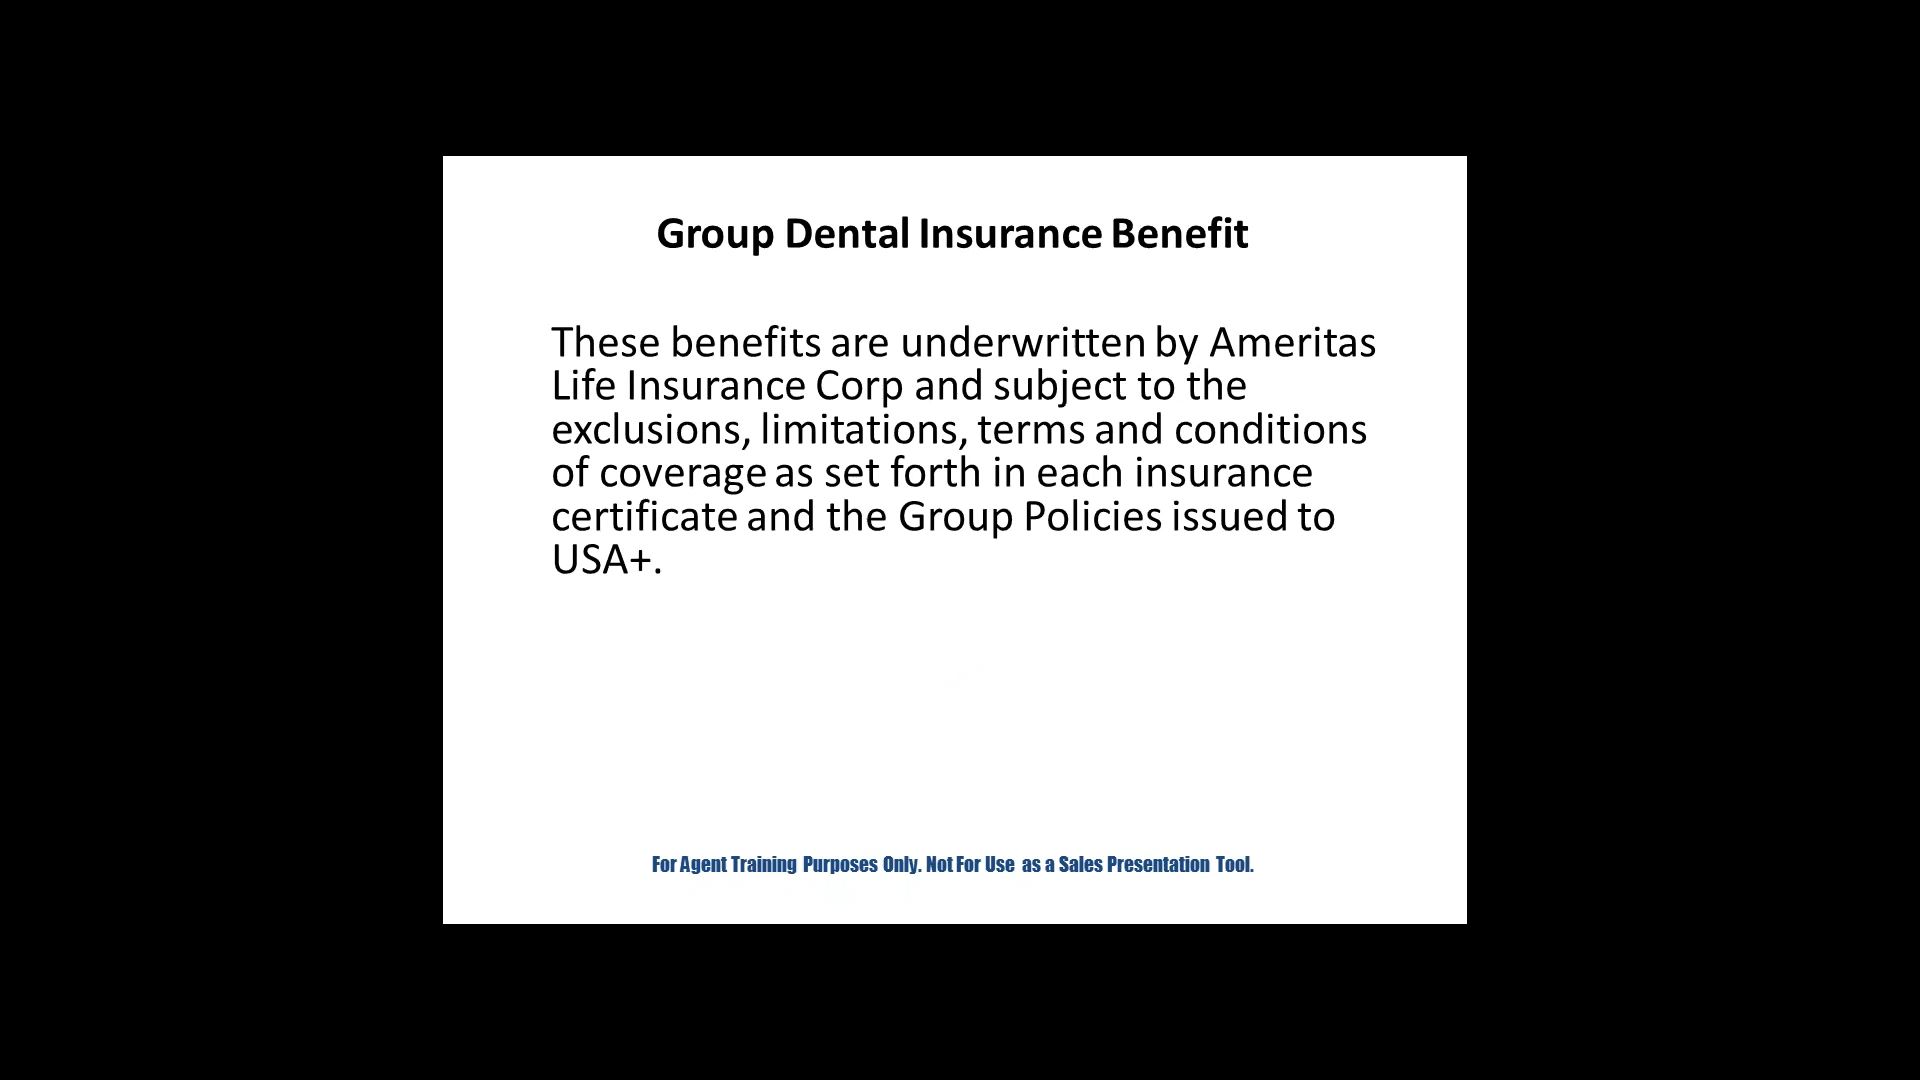 Group Dental Insurance Benefit
These benefits are underwritten by Ameritas
Life Insurance Corp and subject to the
exclusions, limitations, terms and conditions
of coverage as set forth in each insurance
certificate and the Group Policies issued to
USA+.
For Agent Training Purposes Only. Not For Use as a Sales Presentation Tool.